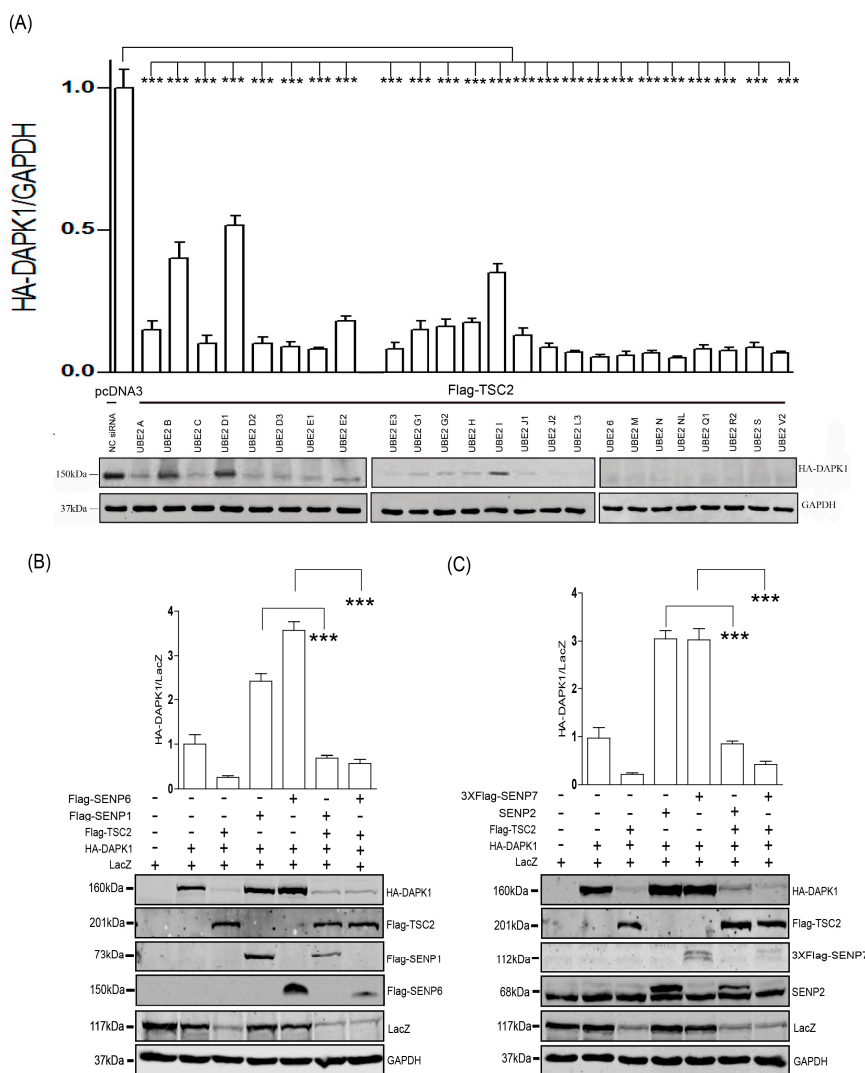 (A)
*** *** *** *** *** *** *** *** *** *** *** *** *** *** *** *** *** *** *** *** *** *** *** ***
HA-DAPK1/GAPDH
1.0
0.5
0.0
pcDNA3 Flag-TSC2
NC siRNA UBE2 A UBE2 B UBE2 C UBE2 D1 UBE2 D2 UBE2 D3 UBE2 E1 UBE2 E2 UBE2 E3 UBE2 G1 UBE2 G2 UBE2 H UBE2 I UBE2 J1 UBE2 J2 UBE2 L3 UBE2 6 UBE2 M UBE2 N UBE2 NL UBE2 Q1 UBE2 R2 UBE2 S UBE2 V2
150kDa HA-DAPK1
37kDa GAPDH
(B)
*** ***
HA-DAPK1/LacZ
4
3
2
1
0
Flag-SENP6 - - - - + - +
Flag-SENP1 - - - + - + -
Flag-TSC2 - - + - - + +
HA-DAPK1 - + + + + + +
LacZ + + + + + + +
160kDa HA-DAPK1
201kDa Flag-TSC2
73kDa Flag-SENP1
150kDa Flag-SENP6
117kDa LacZ
37kDa GAPDH
(C)
*** ***
HA-DAPK1/LacZ
4
3
2
1
0
3XFlag-SENP7 - - - - + - +
SENP2 - - - + - + -
Flag-TSC2 - - + - - + +
HA-DAPK1 - + + + + + +
LacZ + + + + + + +
160kDa HA-DAPK1
201kDa Flag-TSC2
112kDa 3XFlag-SENP7
68kDa SENP2
117kDa LacZ
37kDa GAPDH